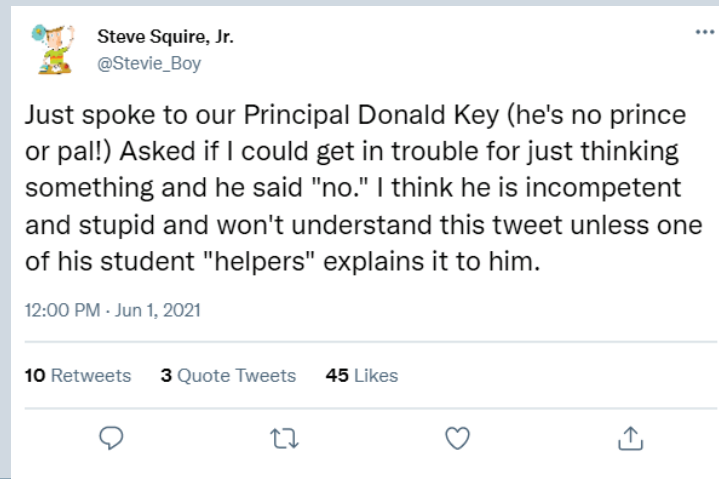 Steve Squire, Jr.
@Stevie_Boy
Just spoke to our Principal Donald Key (he's no prince
or pal!) Asked if I could get in trouble for just thinking
something and he said "no." I think he is incompetent
and stupid and won't understand this tweet unless one
of his student "helpers" explains it to him.
12:00 PM · Jun 1, 2021
10 Retweets 3 Quote Tweets 45 Likes